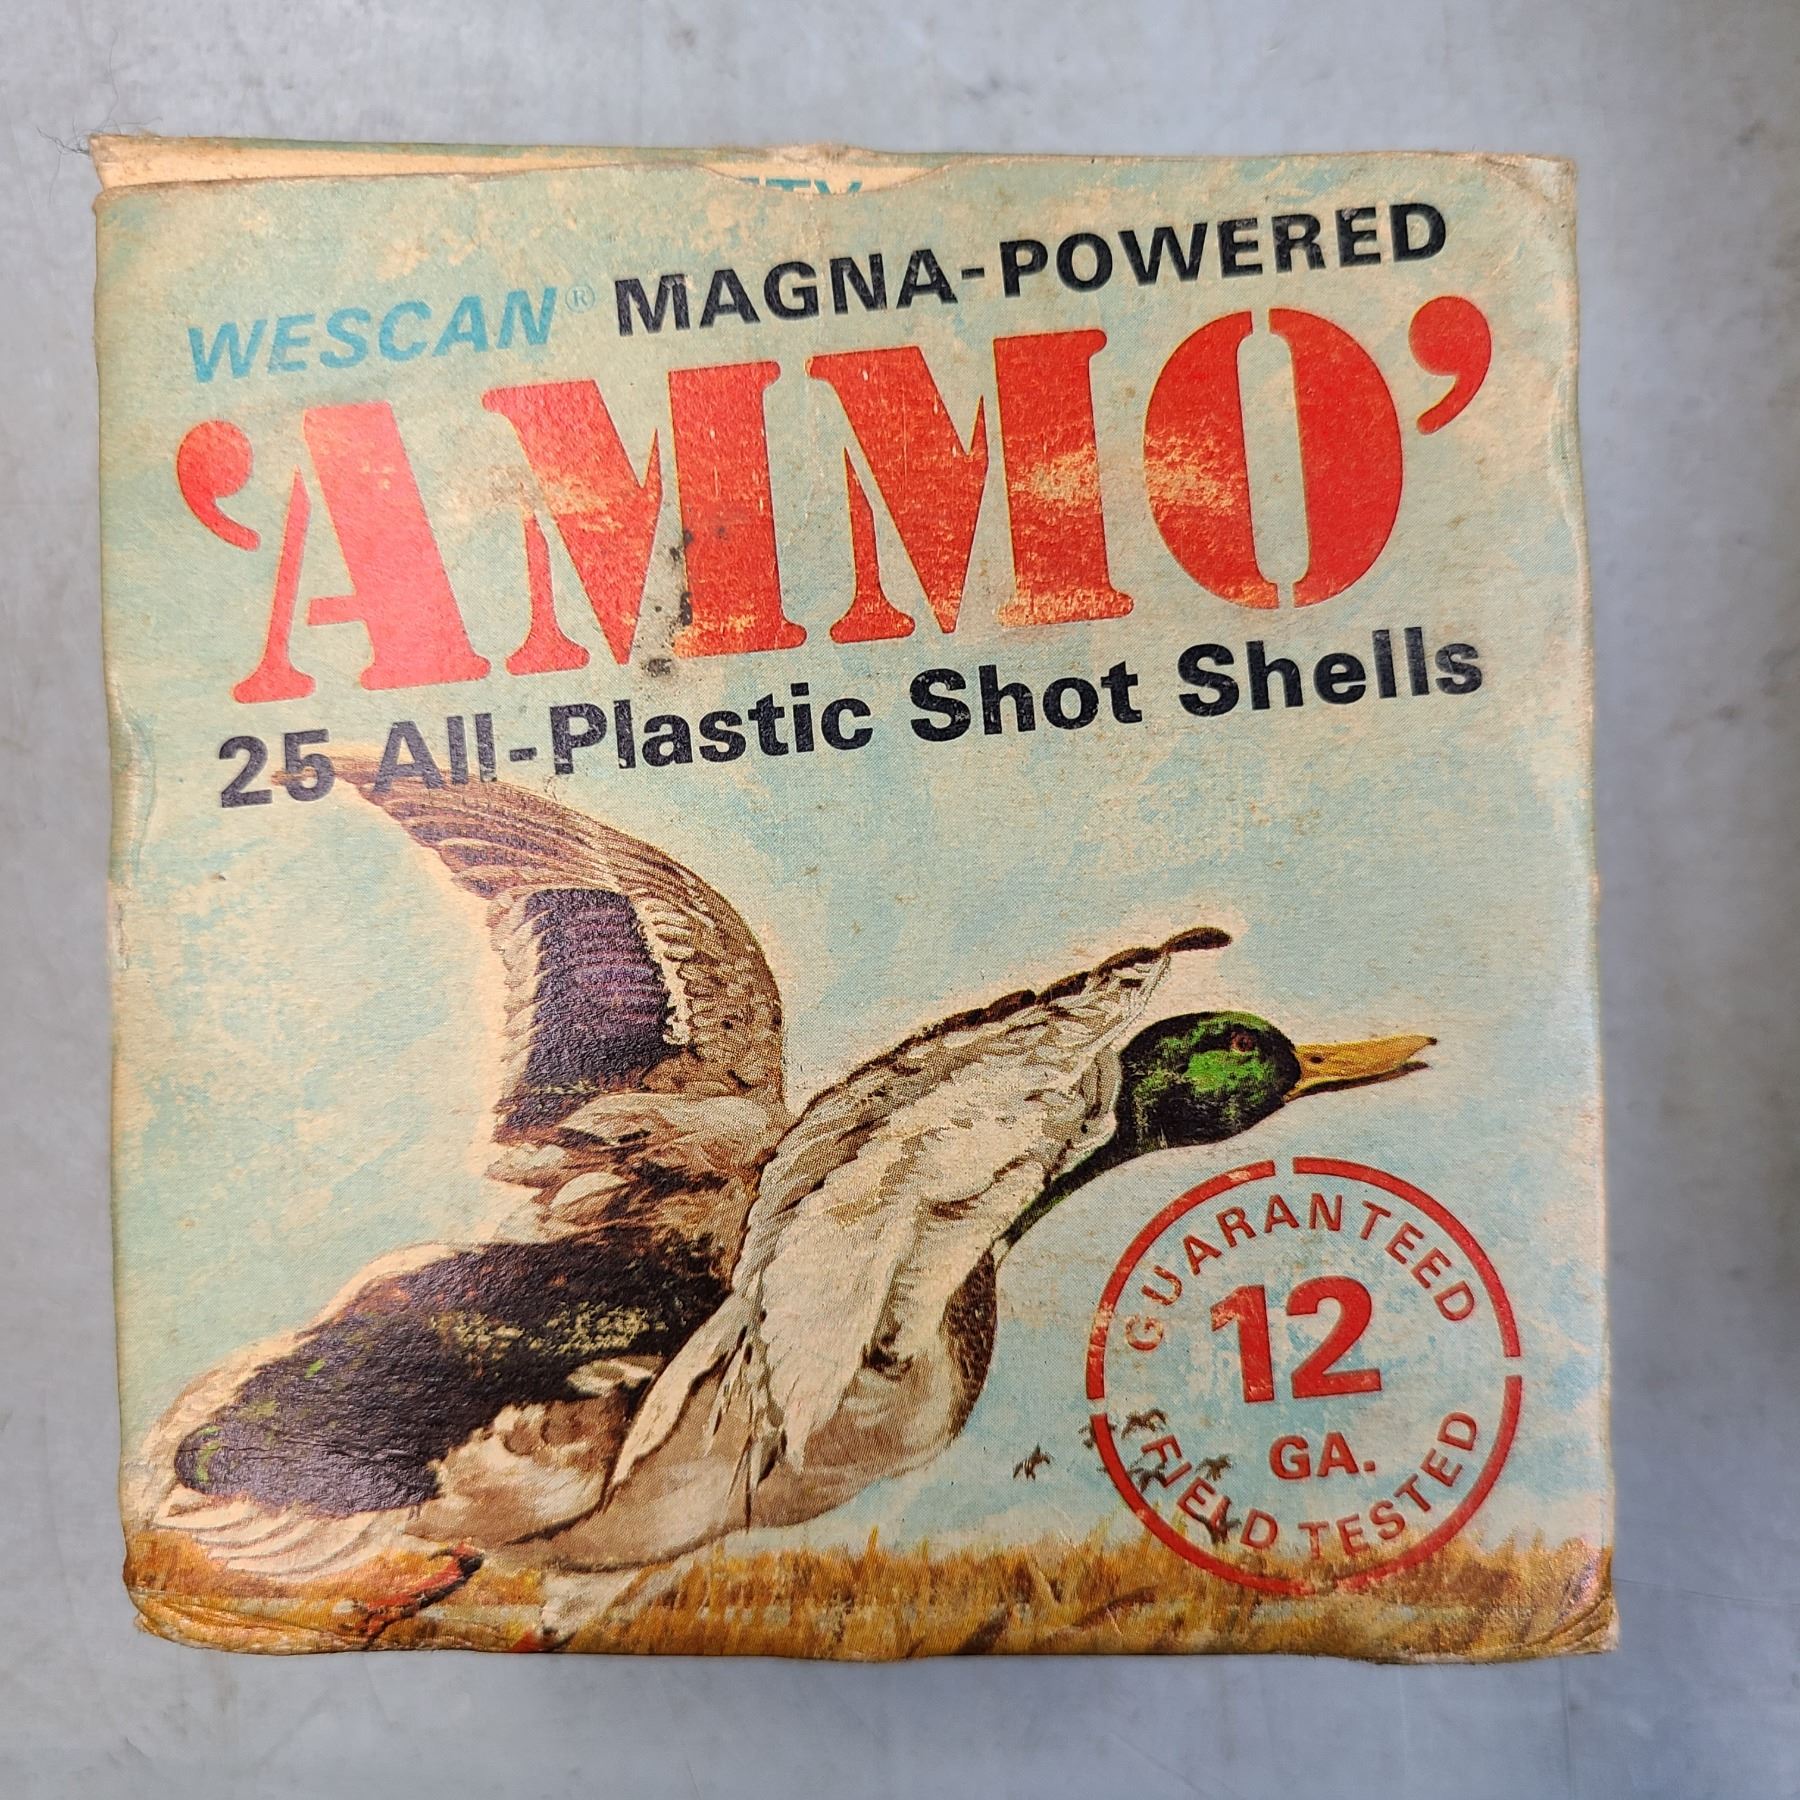 WESCAN® MAGNA-POWERED
'AMMO'
25 All-Plastic Shot Shells
GUARANTEED
12
GA.
FIELD TESTED